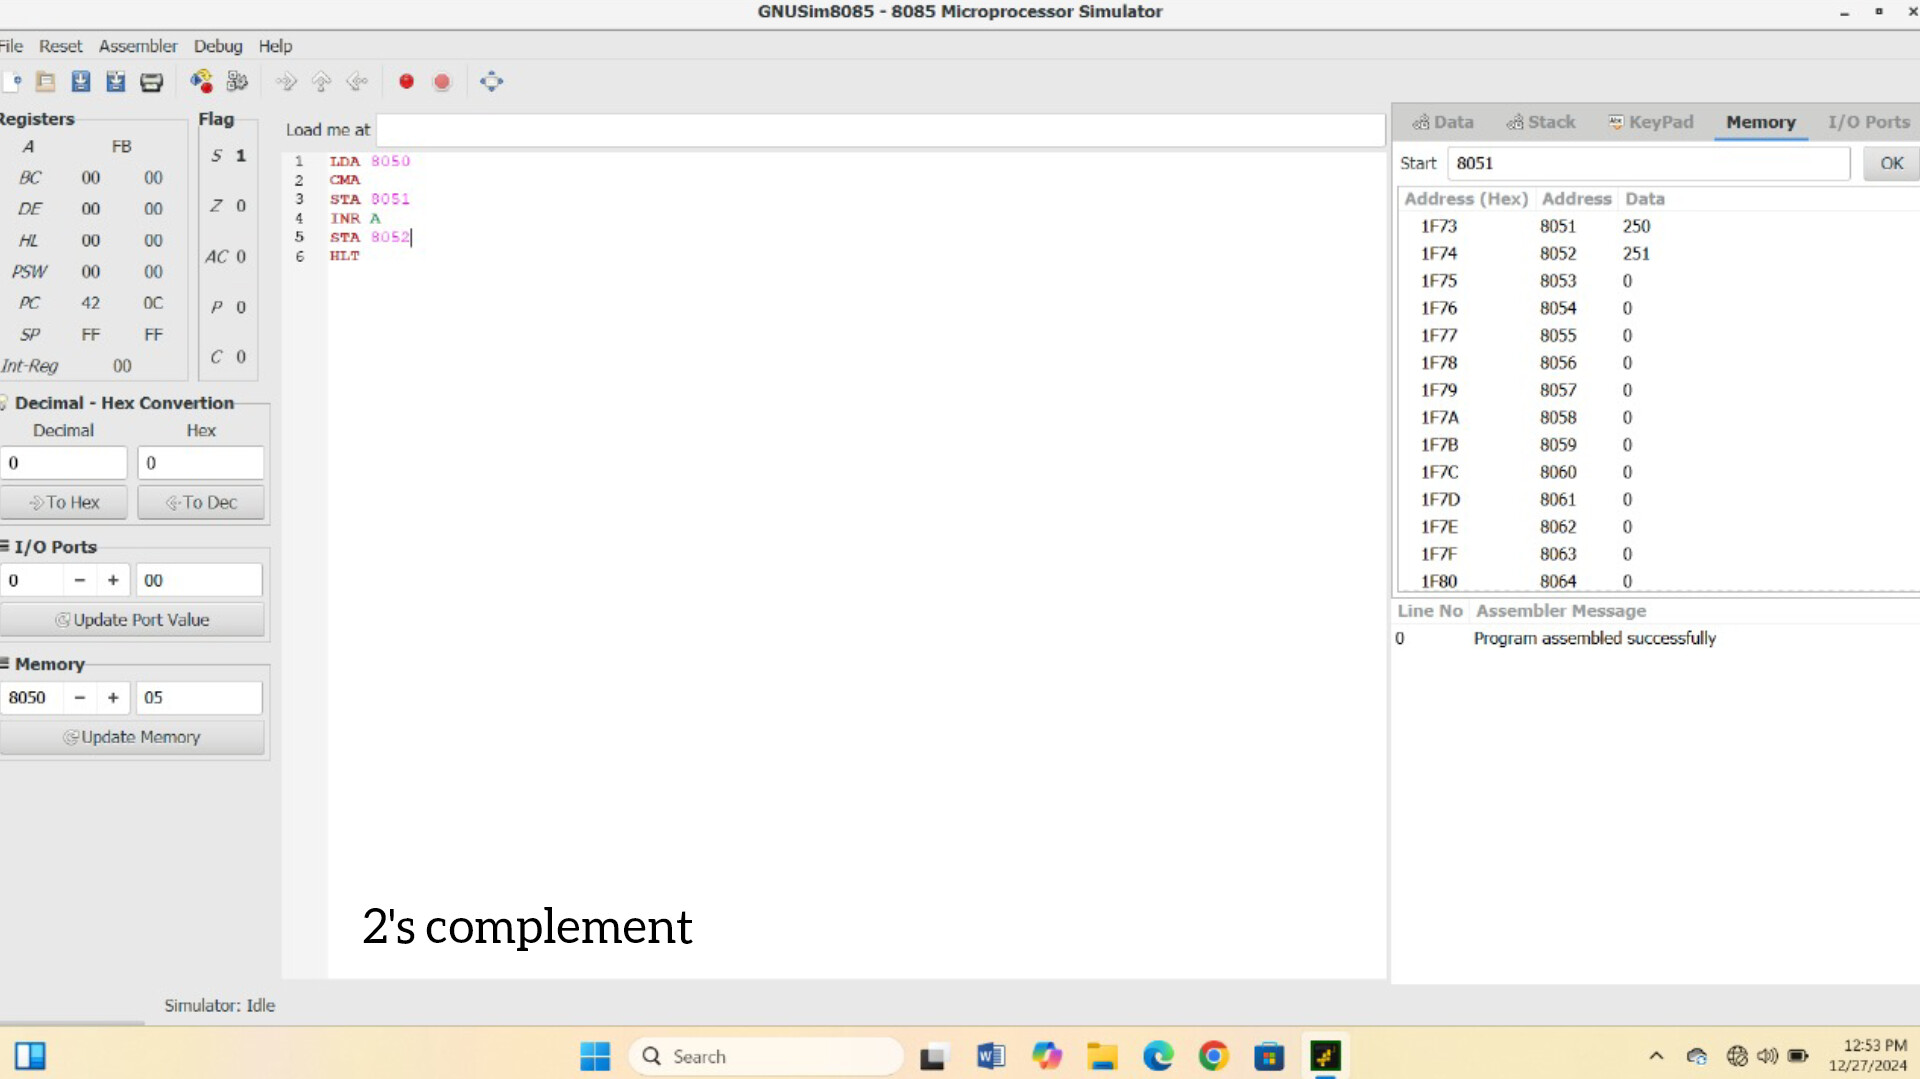 GNUSim8085 - 8085 Microprocessor Simulator
File Reset Assembler Debug Help
Registers
A FB
BC 00 00
DE 00 00
HL 00 00
PSW 00 00
PC 42 0C
SP FF FF
Int-Reg 00
Flag
S 1
Z 0
AC 0
P 0
C 0
Decimal - Hex Convertion
Decimal Hex
0 0
To Hex To Dec
I/O Ports
0 - + 00
Update Port Value
Memory
8050 - + 05
Update Memory
Load me at
1 LDA 8050
2 CMA
3 STA 8051
4 INR A
5 STA 8052
6 HLT
2's complement
Data Stack KeyPad Memory I/O Ports
Start 8051 OK
Address (Hex) Address Data
1F73 8051 250
1F74 8052 251
1F75 8053 0
1F76 8054 0
1F77 8055 0
1F78 8056 0
1F79 8057 0
1F7A 8058 0
1F7B 8059 0
1F7C 8060 0
1F7D 8061 0
1F7E 8062 0
1F7F 8063 0
1F80 8064 0
Line No Assembler Message
0 Program assembled successfully
Simulator: Idle
Search
12:53 PM
12/27/2024